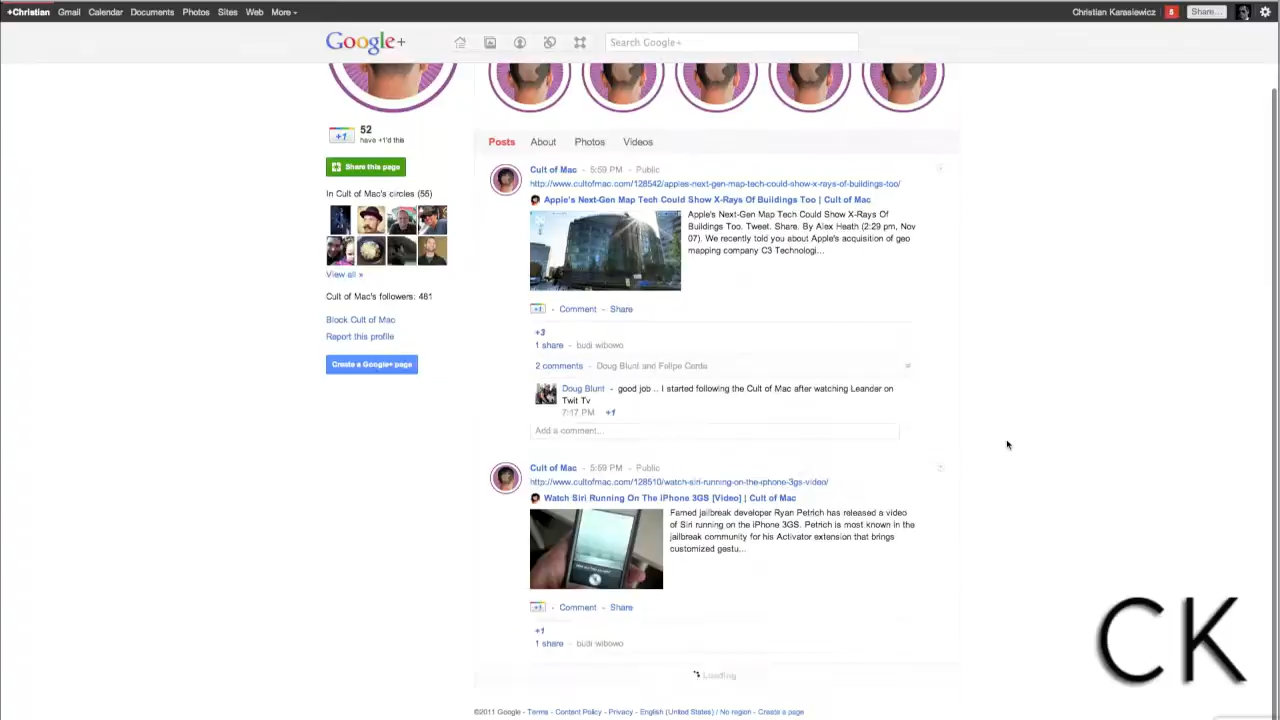 +Christian Gmail Calendar Documents Photos Sites Web More
Christian Karasiewicz 8 Share...
Google+
Search Google+
+1
52
have +1'd this
Share this page
In Cult of Mac's circles (55)
View all »
Cult of Mac's followers: 481
Block Cult of Mac
Report this profile
Create a Google+ page
Posts About Photos Videos
Cult of Mac - 5:59 PM - Public
http://www.cultofmac.com/128542/apples-next-gen-map-tech-could-show-x-rays-of-buildings-too/
Apple's Next-Gen Map Tech Could Show X-Rays Of Buildings Too | Cult of Mac
Apple's Next-Gen Map Tech Could Show X-Rays Of
Buildings Too. Tweet. Share. By Alex Heath (2:29 pm, Nov
07). We recently told you about Apple's acquisition of geo
mapping company C3 Technologi...
+1 - Comment - Share
+3
1 share - budi wibowo
2 comments - Doug Blunt and Felipe Cerda
Doug Blunt - good job .. I started following the Cult of Mac after watching Leander on
Twit Tv
7:17 PM +1
Add a comment...
Cult of Mac - 5:59 PM - Public
http://www.cultofmac.com/128510/watch-siri-running-on-the-iphone-3gs-video/
Watch Siri Running On The iPhone 3GS [Video] | Cult of Mac
Famed jailbreak developer Ryan Petrich has released a video
of Siri running on the iPhone 3GS. Petrich is most known in the
jailbreak community for his Activator extension that brings
customized gestu...
+1 - Comment - Share
+1
1 share - budi wibowo
Loading
CK
©2011 Google - Terms - Content Policy - Privacy - English (United States) / No region - Create a page